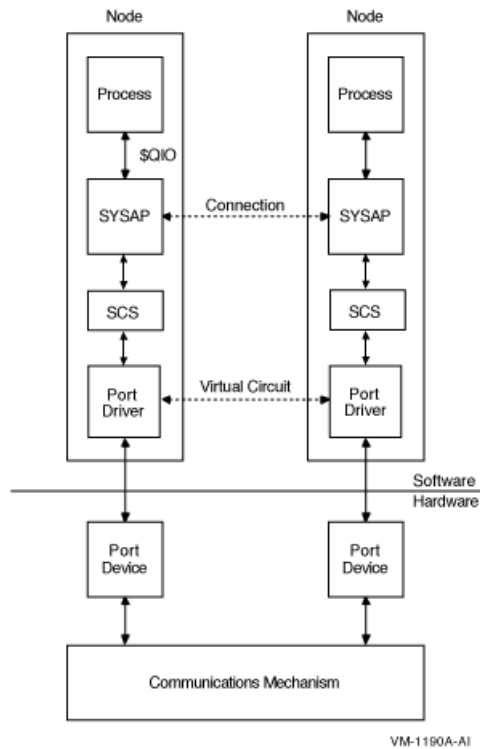 Node
Node
Process
Process
$QIO
SYSAP
Connection
SYSAP
SCS
SCS
Port
Driver
Virtual Circuit
Port
Driver
Software
Hardware
Port
Device
Port
Device
Communications Mechanism
VM-1190A-AI